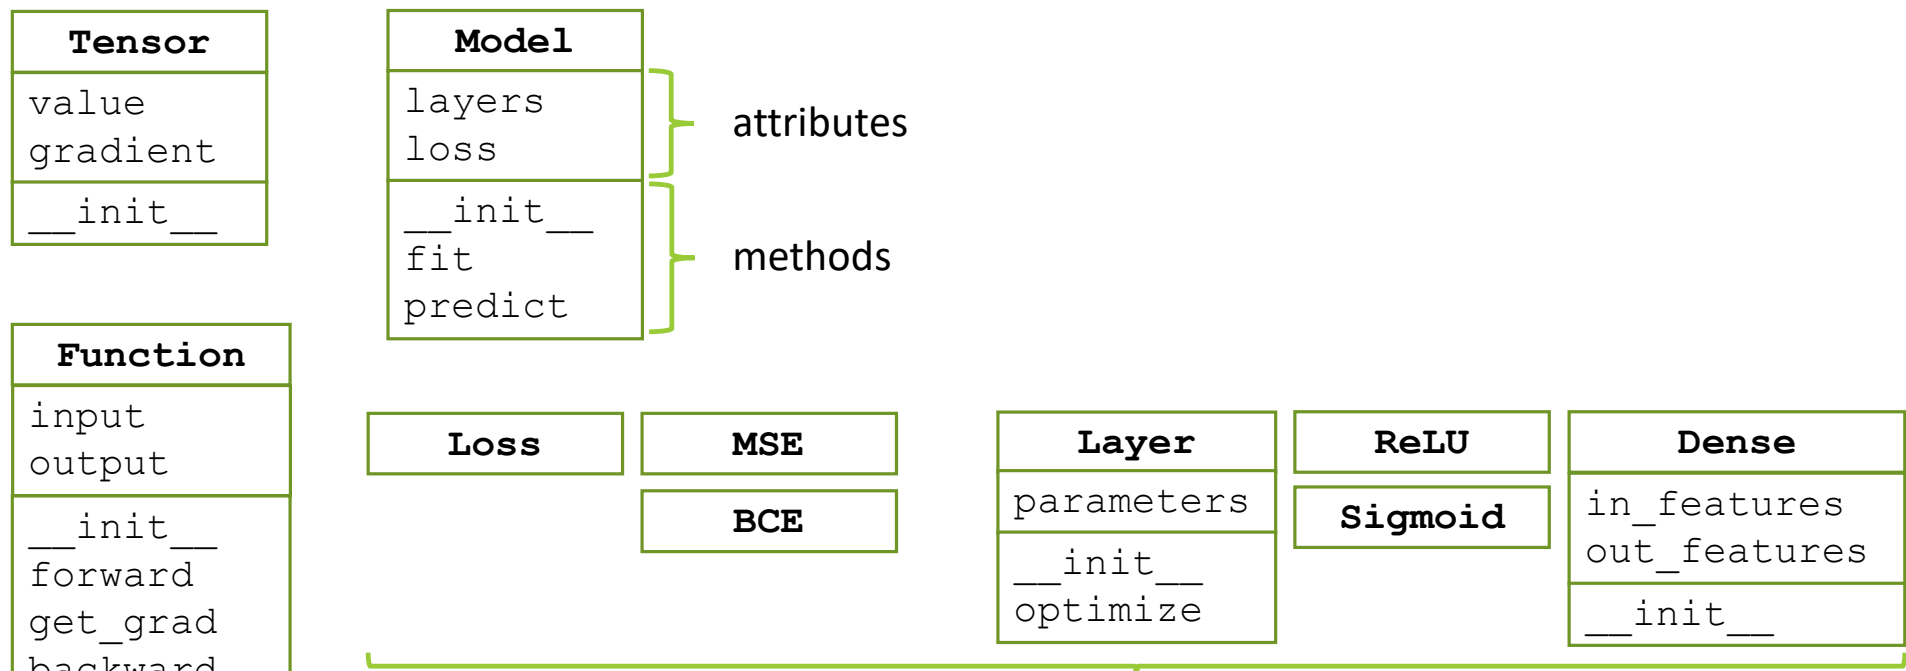 Tensor
value
gradient
__init__
Model
layers
loss
attributes
__init__
fit
predict
methods
Function
input
output
__init__
forward
get_grad
backward
Loss
MSE
BCE
Layer
parameters
__init__
optimize
ReLU
Sigmoid
Dense
in_features
out_features
__init__